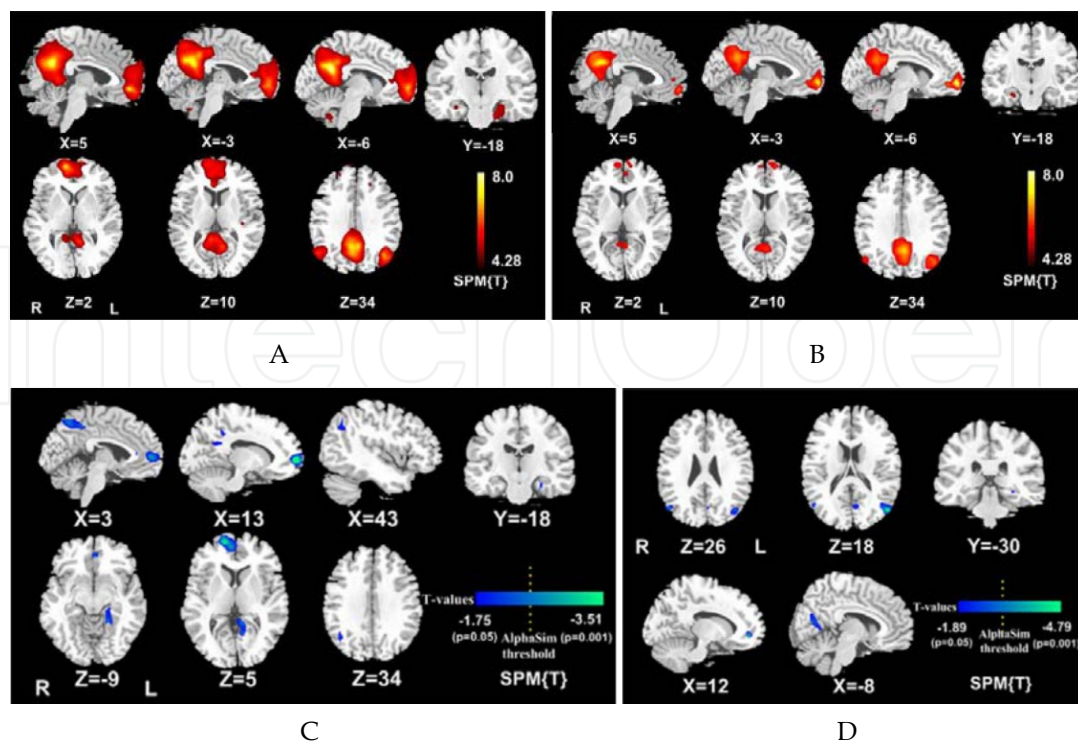 X=5 X=-3 X=-6 Y=-18
8.0
4.28
SPM{T}
R Z=2 L Z=10 Z=34
A
X=5 X=-3 X=-6 Y=-18
8.0
4.28
SPM{T}
R Z=2 L Z=10 Z=34
B
IntechOpen
X=3 X=13 X=43 Y=-18
T-values
-1.75 -3.51
(p=0.05) AlphaSim (p=0.001)
threshold
R Z=-9 L Z=5 Z=34 SPM{T}
C
R Z=26 L Z=18 Y=-30
T-values
-1.89 AlphaSim -4.79
(p=0.05) threshold (p=0.001)
X=12 X=-8 SPM{T}
D